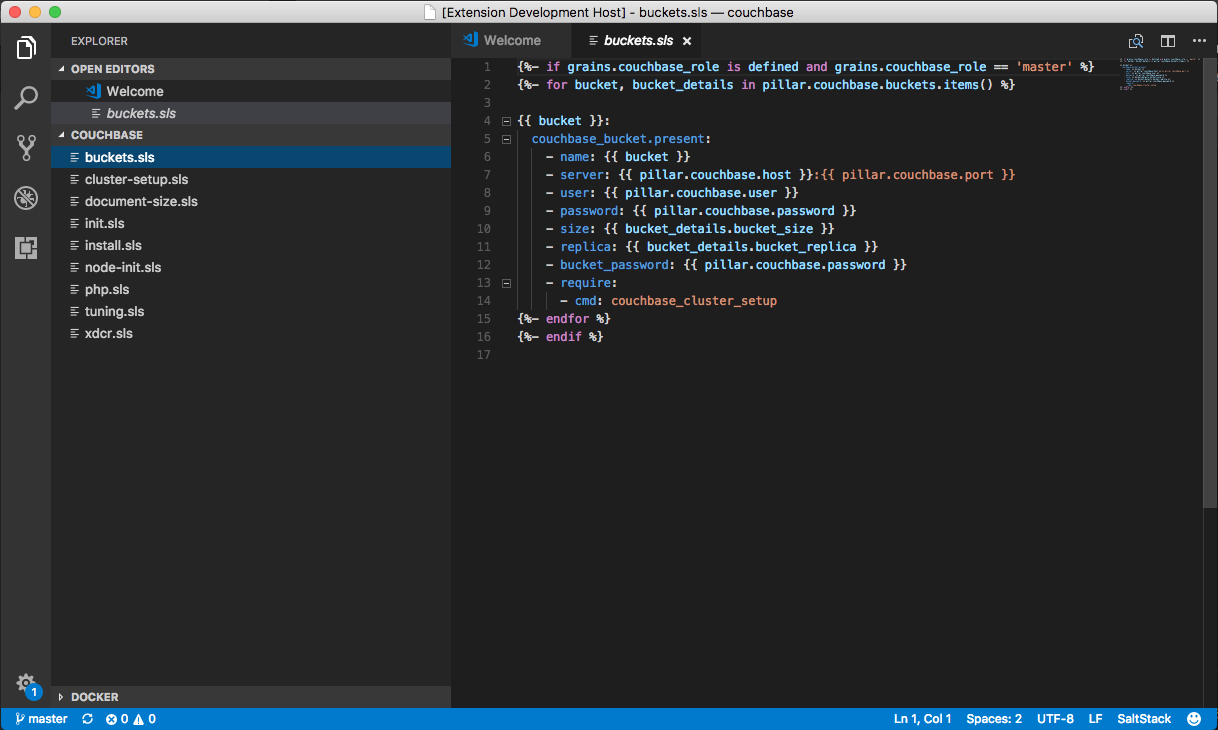 [Extension Development Host] - buckets.sls — couchbase
EXPLORER
OPEN EDITORS
Welcome
buckets.sls
COUCHBASE
buckets.sls
cluster-setup.sls
document-size.sls
init.sls
install.sls
node-init.sls
php.sls
tuning.sls
xdcr.sls
DOCKER
1
Welcome
buckets.sls ×
1 {%- if grains.couchbase_role is defined and grains.couchbase_role == 'master' %}
2 {%- for bucket, bucket_details in pillar.couchbase.buckets.items() %}
3
4 {{ bucket }}:
5   couchbase_bucket.present:
6     - name: {{ bucket }}
7     - server: {{ pillar.couchbase.host }}:{{ pillar.couchbase.port }}
8     - user: {{ pillar.couchbase.user }}
9     - password: {{ pillar.couchbase.password }}
10     - size: {{ bucket_details.bucket_size }}
11     - replica: {{ bucket_details.bucket_replica }}
12     - bucket_password: {{ pillar.couchbase.password }}
13     - require:
14       - cmd: couchbase_cluster_setup
15 {%- endfor %}
16 {%- endif %}
17
master 0 0 Ln 1, Col 1 Spaces: 2 UTF-8 LF SaltStack